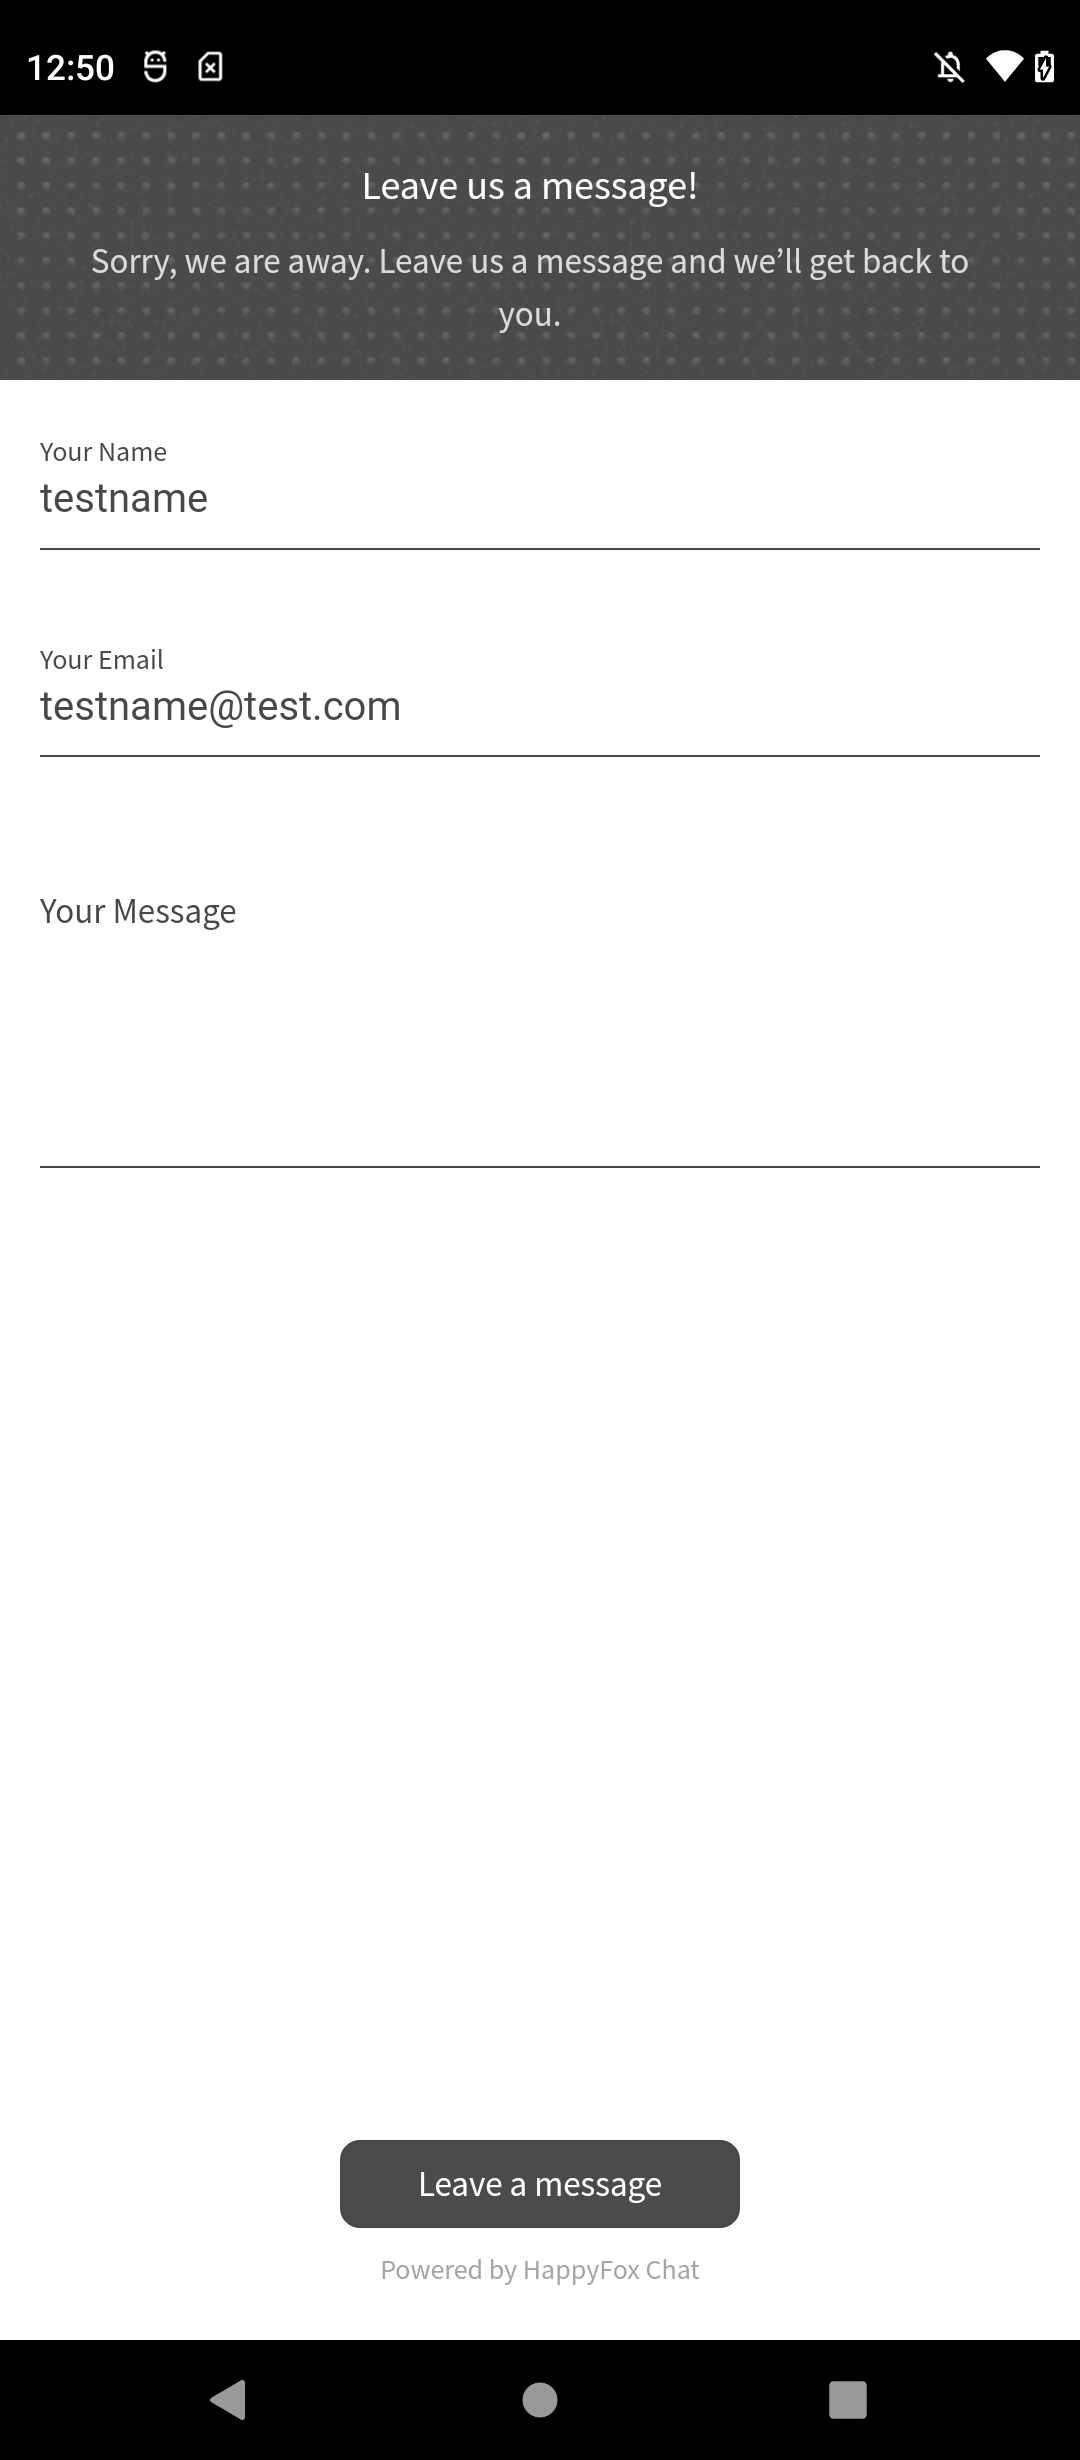 12:50
Leave us a message!
Sorry, we are away. Leave us a message and we’ll get back to
you.
Your Name
testname
Your Email
testname@test.com
Your Message
Leave a message
Powered by HappyFox Chat